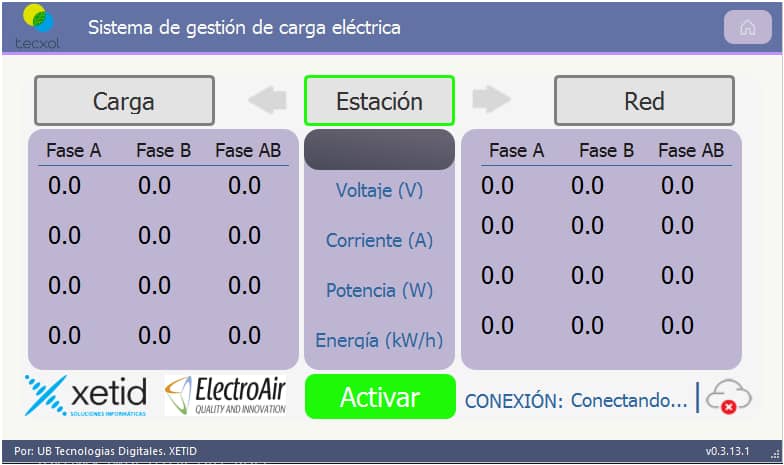 tecxol
Sistema de gestión de carga eléctrica
Carga
Estación
Red
Fase A Fase B Fase AB
0.0 0.0 0.0
0.0 0.0 0.0
0.0 0.0 0.0
0.0 0.0 0.0
Voltaje (V)
Corriente (A)
Potencia (W)
Energía (kW/h)
Fase A Fase B Fase AB
0.0 0.0 0.0
0.0 0.0 0.0
0.0 0.0 0.0
0.0 0.0 0.0
xetid
SOLUCIONES INFORMÁTICAS
ElectroAir
QUALITY AND INNOVATION
Activar
CONEXIÓN: Conectando...
Por: UB Tecnologias Digitales. XETID
v0.3.13.1